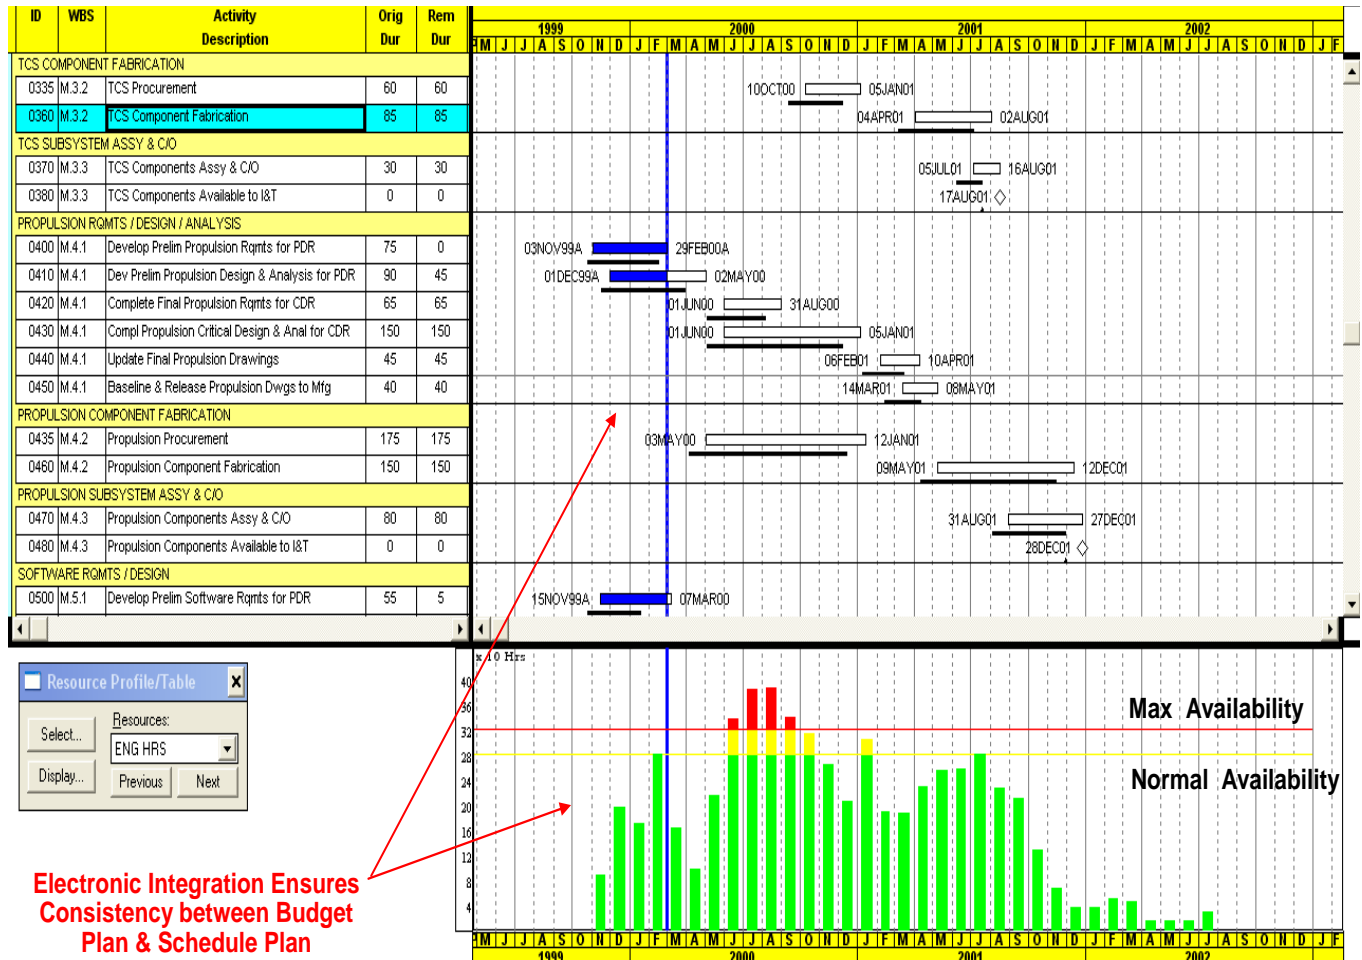 ID WBS Activity Description Orig Dur Rem Dur
1999 2000 2001 2002
M J J A S O N D J F M A M J J A S O N D J F M A M J J A S O N D J F M A M J J A S O N D J F
TCS COMPONENT FABRICATION
0335 M.3.2 TCS Procurement 60 60 10OCT00 05JAN01
0360 M.3.2 TCS Component Fabrication 85 85 04APR01 02AUG01
TCS SUBSYSTEM ASSY & C/O
0370 M.3.3 TCS Components Assy & C/O 30 30 05JUL01 16AUG01
0380 M.3.3 TCS Components Available to I&T 0 0 17AUG01
PROPULSION RQMTS / DESIGN / ANALYSIS
0400 M.4.1 Develop Prelim Propulsion Rqmts for PDR 75 0 03NOV99A 29FEB00A
0410 M.4.1 Dev Prelim Propulsion Design & Analysis for PDR 90 45 01DEC99A 02MAY00
0420 M.4.1 Complete Final Propulsion Rqmts for CDR 65 65 01JUN00 31AUG00
0430 M.4.1 Compl Propulsion Critical Design & Anal for CDR 150 150 01JUN00 05JAN01
0440 M.4.1 Update Final Propulsion Drawings 45 45 06FEB01 10APR01
0450 M.4.1 Baseline & Release Propulsion Dwgs to Mfg 40 40 14MAR01 08MAY01
PROPULSION COMPONENT FABRICATION
0435 M.4.2 Propulsion Procurement 175 175 03MAY00 12JAN01
0460 M.4.2 Propulsion Component Fabrication 150 150 09MAY01 12DEC01
PROPULSION SUBSYSTEM ASSY & C/O
0470 M.4.3 Propulsion Components Assy & C/O 80 80 31AUG01 27DEC01
0480 M.4.3 Propulsion Components Available to I&T 0 0 28DEC01
SOFTWARE RQMTS / DESIGN
0500 M.5.1 Develop Prelim Software Rqmts for PDR 55 5 15NOV99A 07MAR00
Resource Profile/Table
Select...
Resources:
ENG HRS
Display...
Previous Next
x 10 Hrs
40
36
32
28
24
20
16
12
8
4
Max Availability
Normal Availability
Electronic Integration Ensures
Consistency between Budget
Plan & Schedule Plan
M J J A S O N D J F M A M J J A S O N D J F M A M J J A S O N D J F M A M J J A S O N D J F
1999 2000 2001 2002